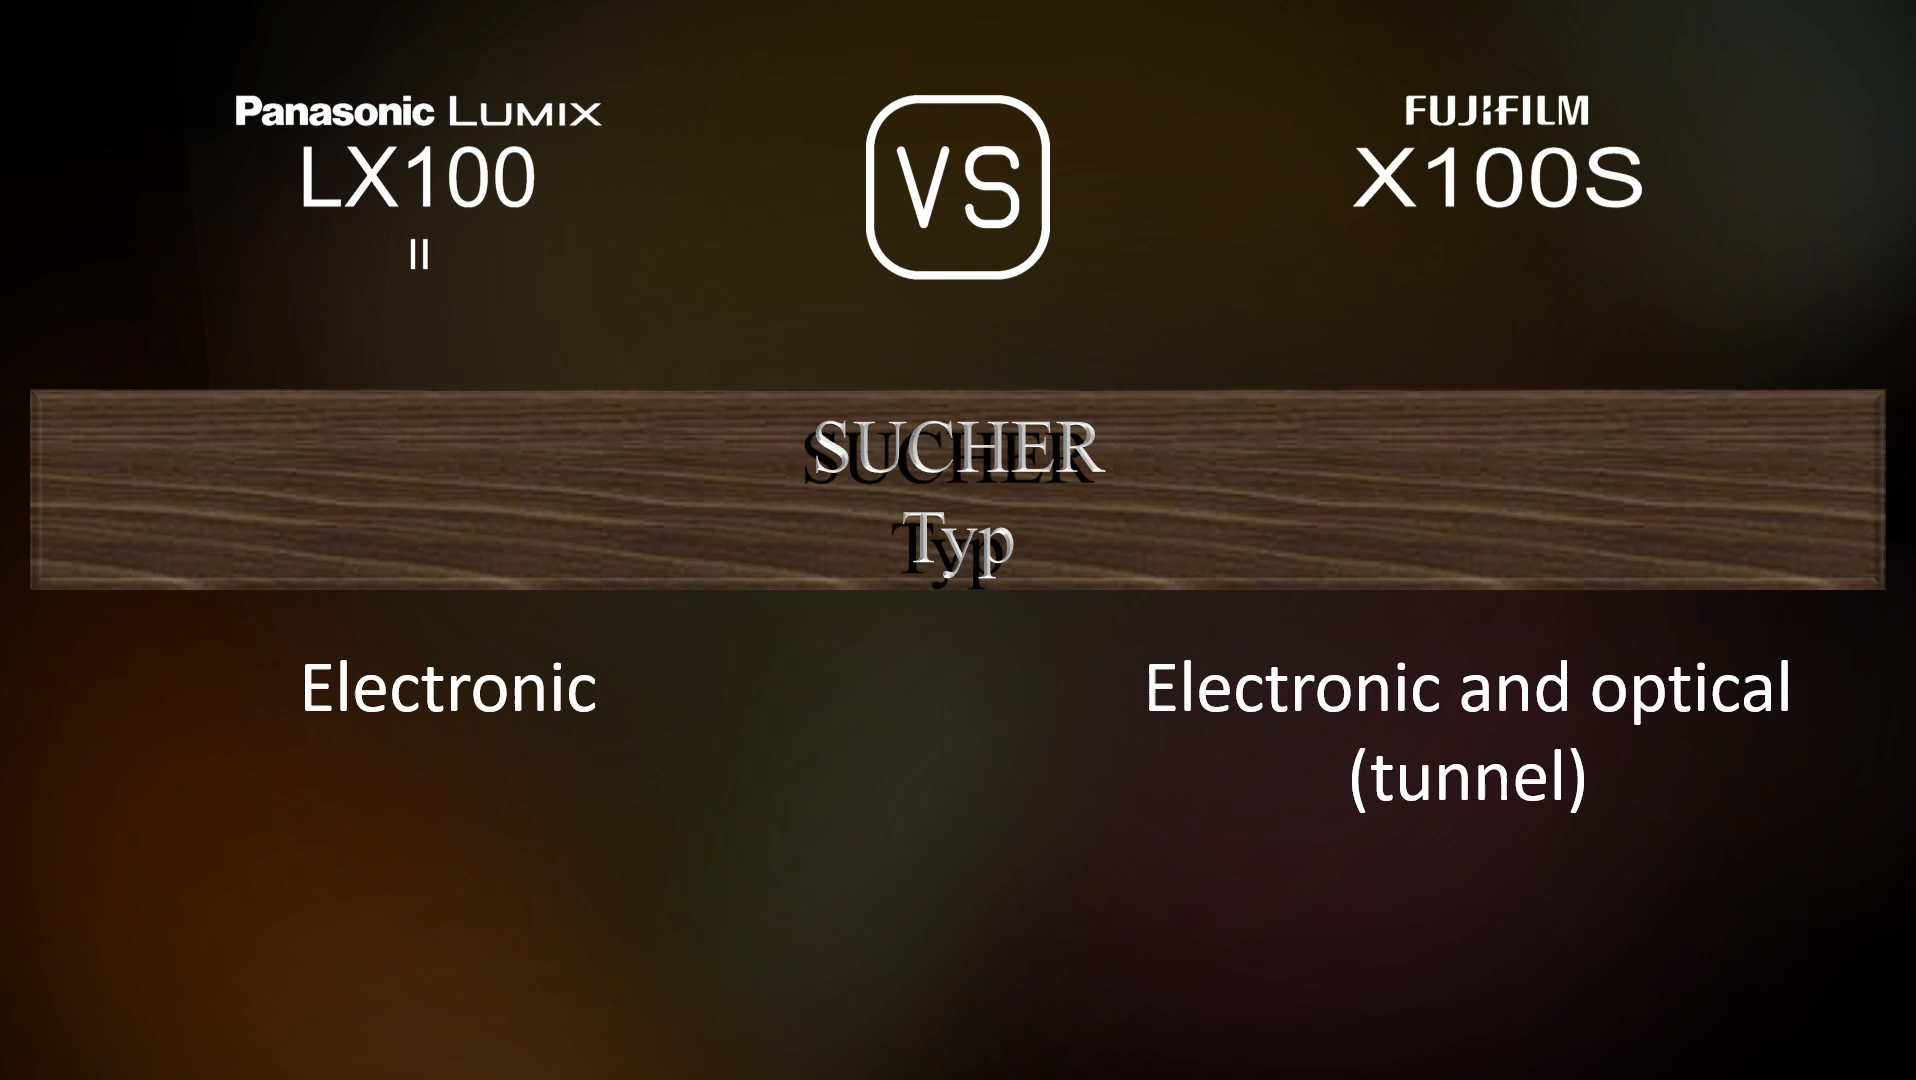 Panasonic LUMIX
LX100
II
VS
FUJIFILM
X100S
SUCHER
Typ
Electronic
Electronic and optical
(tunnel)